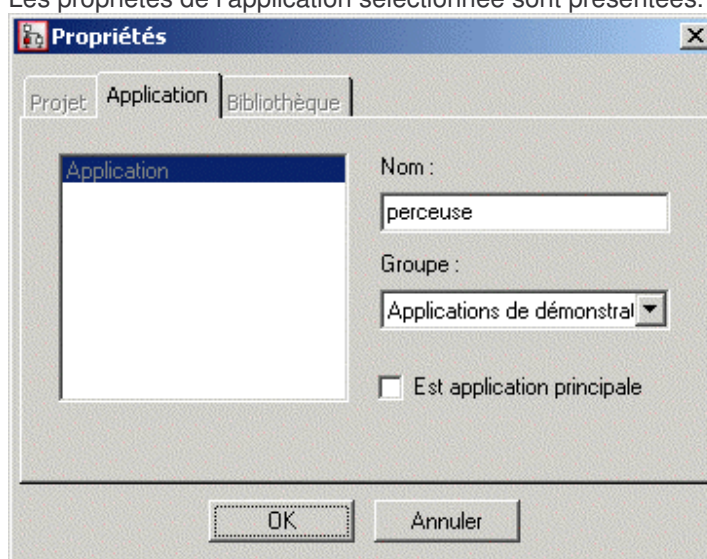 Les propriétés de l'application sélectionnée sont présentées.
Propriétés
Projet Application Bibliothèque
Application
Nom :
perceuse
Groupe :
Applications de démonstrat
Est application principale
OK Annuler